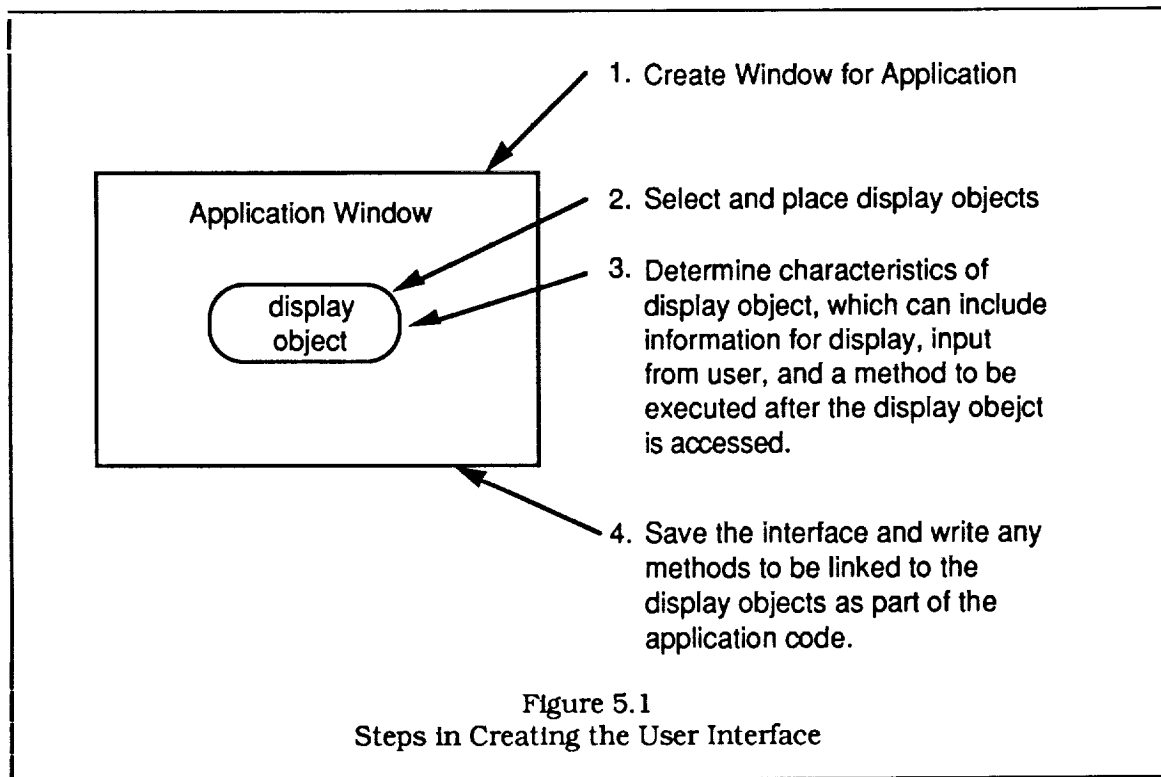 1. Create Window for Application
Application Window
2. Select and place display objects
display
object
3. Determine characteristics of
display object, which can include
information for display, input
from user, and a method to be
executed after the display obejct
is accessed.
4. Save the interface and write any
methods to be linked to the
display objects as part of the
application code.
Figure 5.1
Steps in Creating the User Interface